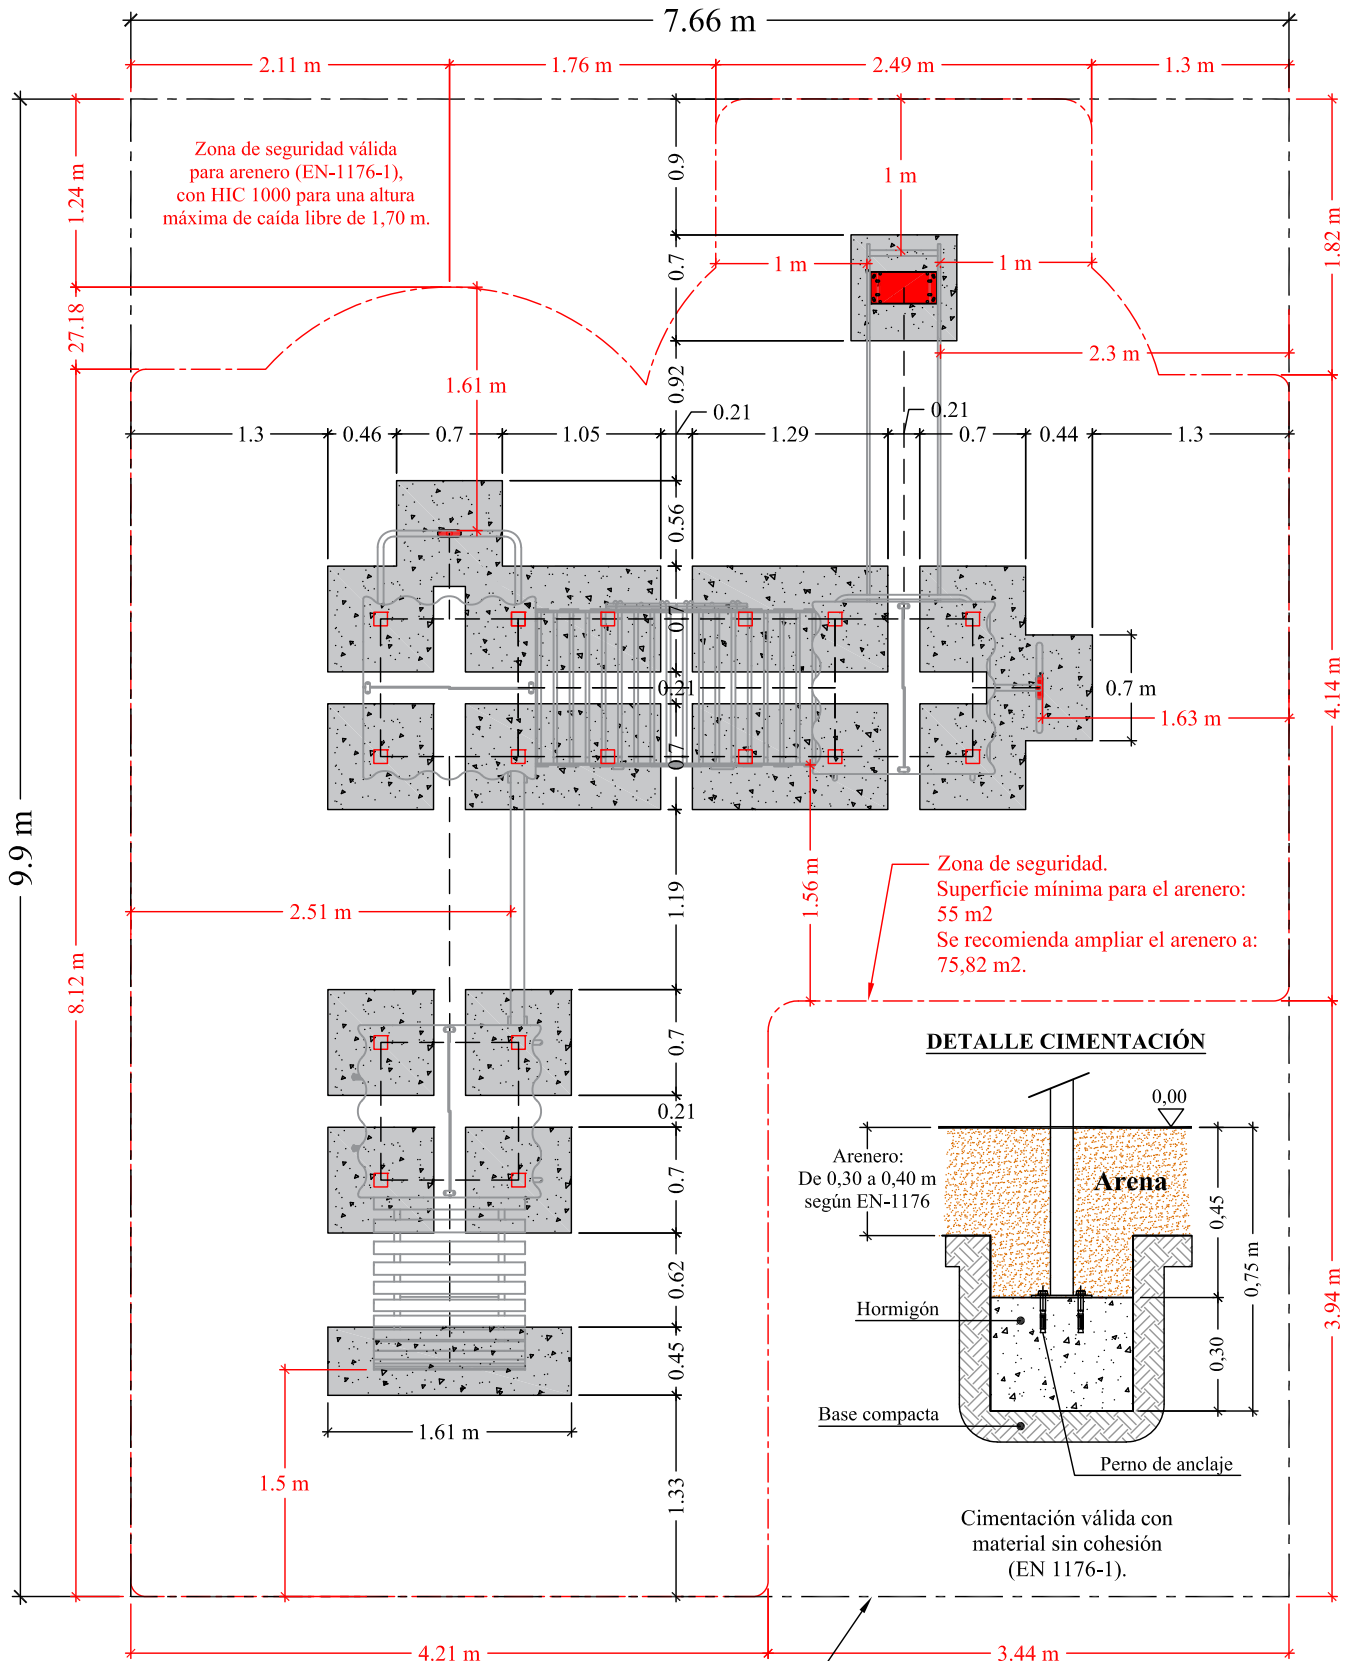 7.66 m
2.11 m
1.76 m
2.49 m
1.3 m
Zona de seguridad válida
para arenero (EN-1176-1),
con HIC 1000 para una altura
máxima de caída libre de 1,70 m.
1.24 m
0.9
1 m
1.82 m
0.7
1 m
1 m
27.18
2.3 m
0.92
1.61 m
0.21
0.21
1.3
0.46
0.7
1.05
1.29
0.7
0.44
1.3
0.56
0.7
0.21
0.7 m
4.14 m
1.63 m
0.7
9.9 m
1.56 m
Zona de seguridad.
Superficie mínima para el arenero:
55 m2
Se recomienda ampliar el arenero a:
75,82 m2.
1.19
2.51 m
8.12 m
0.7
DETALLE CIMENTACIÓN
0,00
0.21
Arenero:
De 0,30 a 0,40 m
según EN-1176
Arena
0,45
0.7
0,75 m
0.62
Hormigón
3.94 m
0.45
0,30
Base compacta
1.61 m
Perno de anclaje
1.5 m
1.33
Cimentación válida con
material sin cohesión
(EN 1176-1).
4.21 m
3.44 m